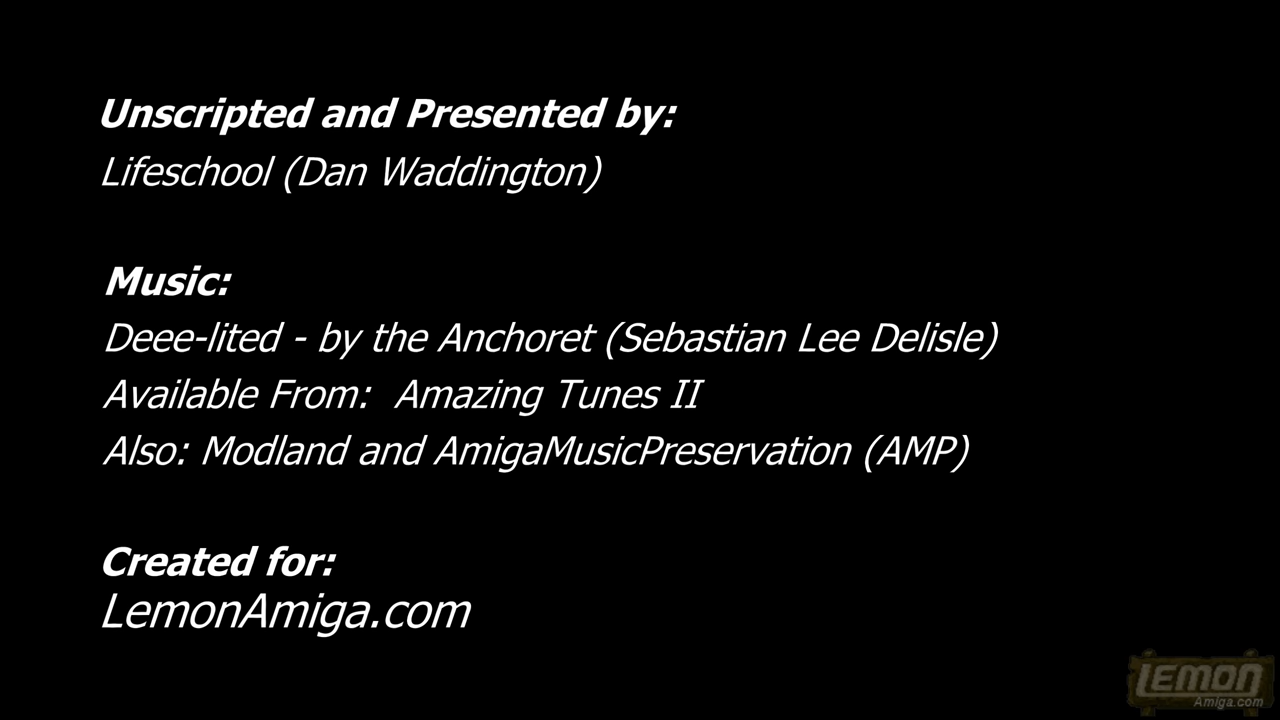 Unscripted and Presented by:
Lifeschool (Dan Waddington)
Music:
Deee-lited - by the Anchoret (Sebastian Lee Delisle)
Available From:  Amazing Tunes II
Also: Modland and AmigaMusicPreservation (AMP)
Created for:
LemonAmiga.com
LEMON
Amiga.com